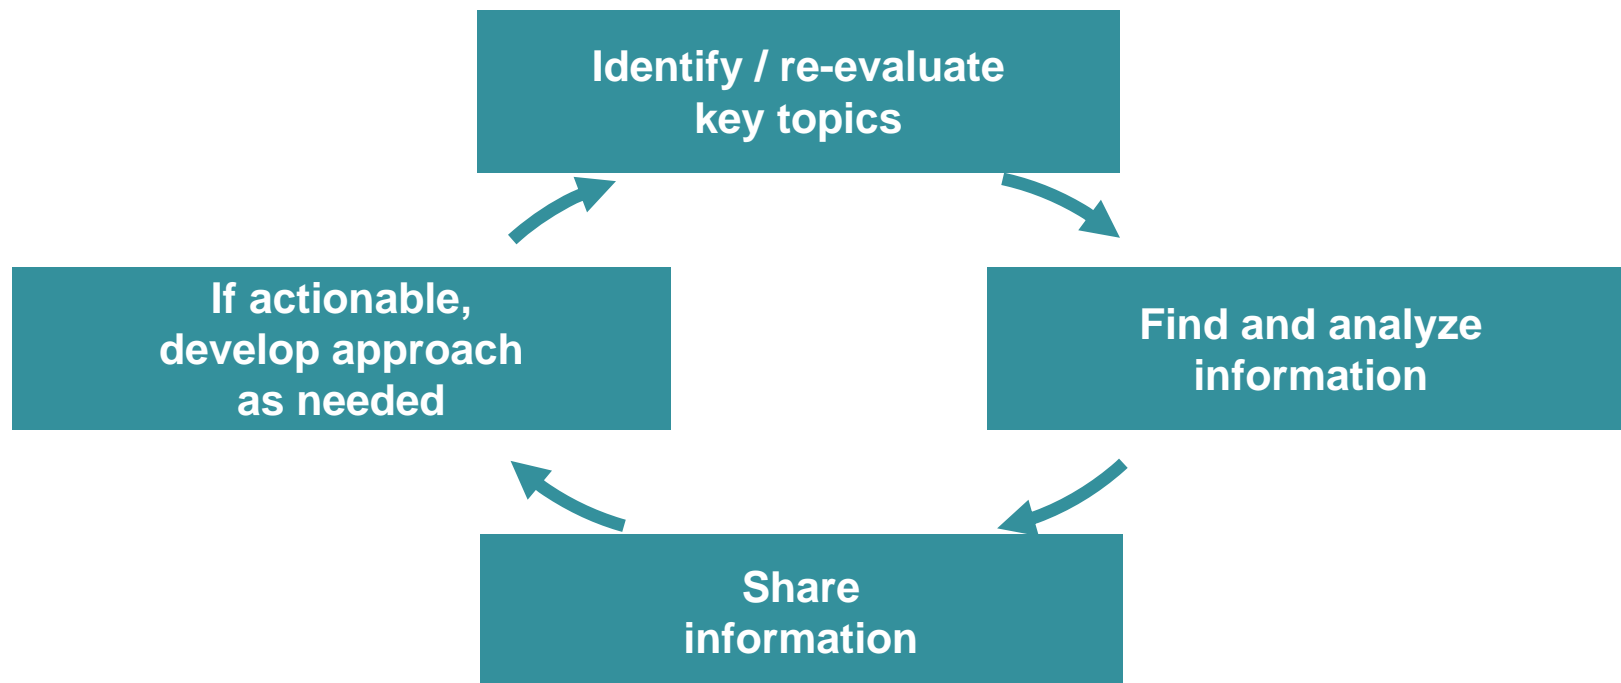 Identify / re-evaluate
key topics
Find and analyze
information
Share
information
If actionable,
develop approach
as needed